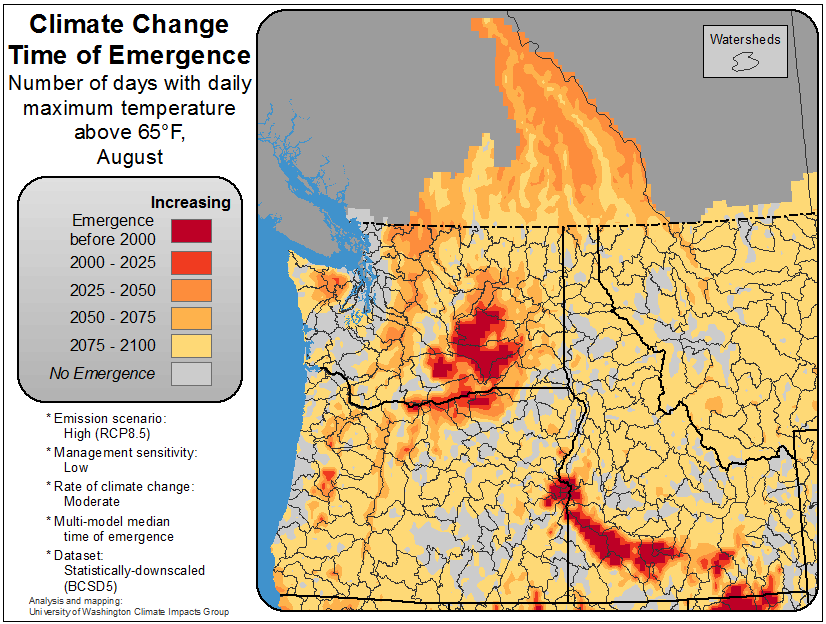 Climate Change
Time of Emergence
Number of days with daily
maximum temperature
above 65°F,
August
Increasing
Emergence
before 2000
2000 - 2025
2025 - 2050
2050 - 2075
2075 - 2100
No Emergence
* Emission scenario:
High (RCP8.5)
* Management sensitivity:
Low
* Rate of climate change:
Moderate
* Multi-model median
time of emergence
* Dataset:
Statistically-downscaled
(BCSD5)
Analysis and mapping:
University of Washington Climate Impacts Group
Watersheds